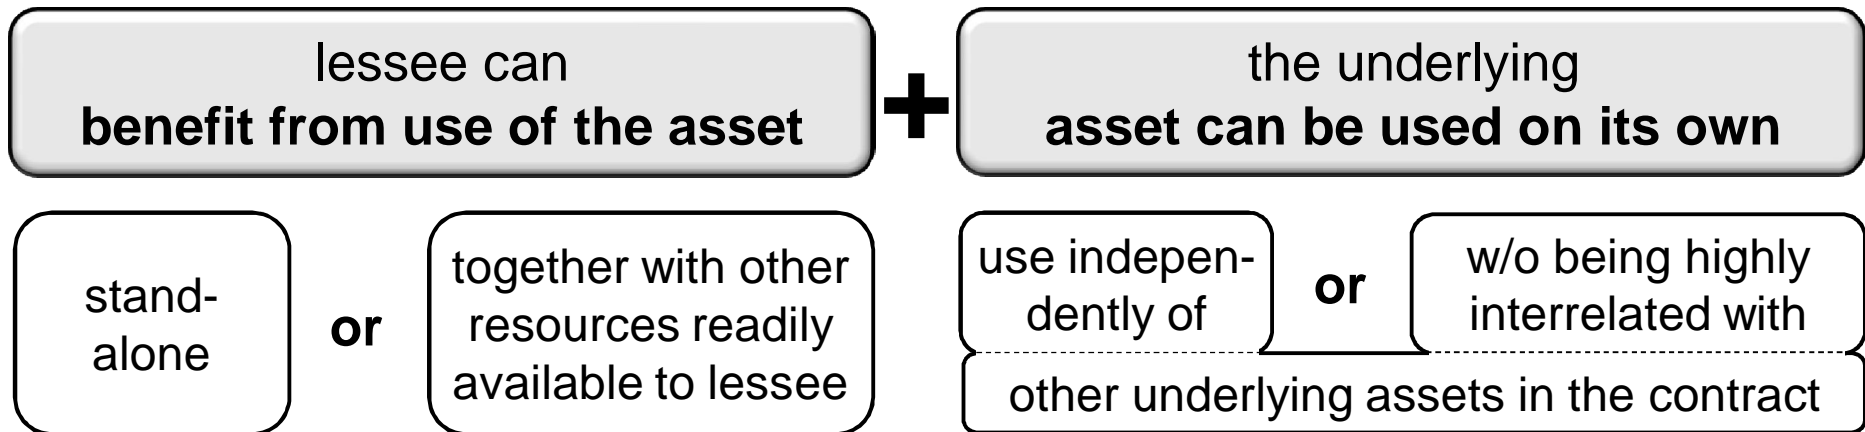 lessee can
benefit from use of the asset
+
the underlying
asset can be used on its own
stand-
alone
or
together with other
resources readily
available to lessee
use indepen-
dently of
or
w/o being highly
interrelated with
other underlying assets in the contract